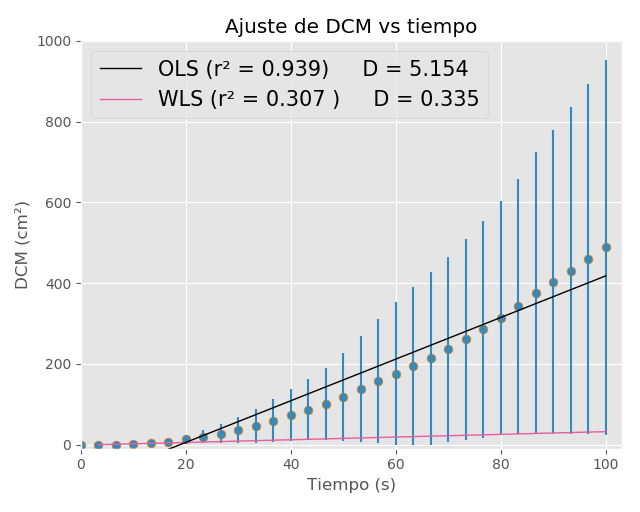 Ajuste de DCM vs tiempo
OLS (r² = 0.939) D = 5.154
WLS (r² = 0.307 ) D = 0.335
DCM (cm²)
1000
800
600
400
200
0
0 20 40 60 80 100
Tiempo (s)